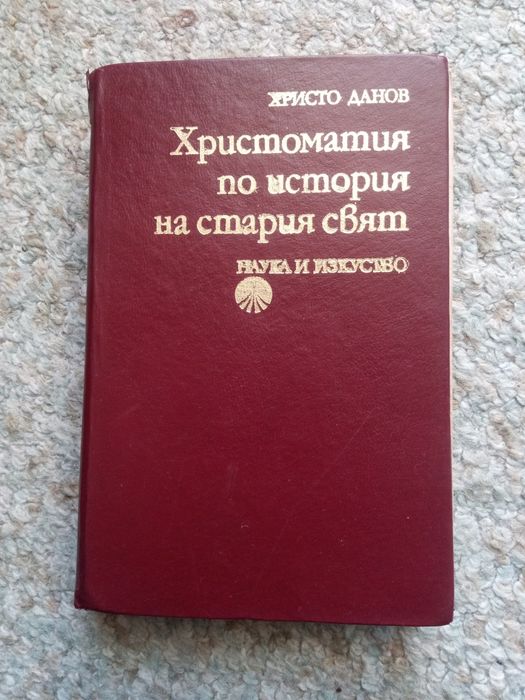 ХРИСТО ДАНОВ
Христоматия
по история
на стария свят
НАУКА И ИЗКУСТВО